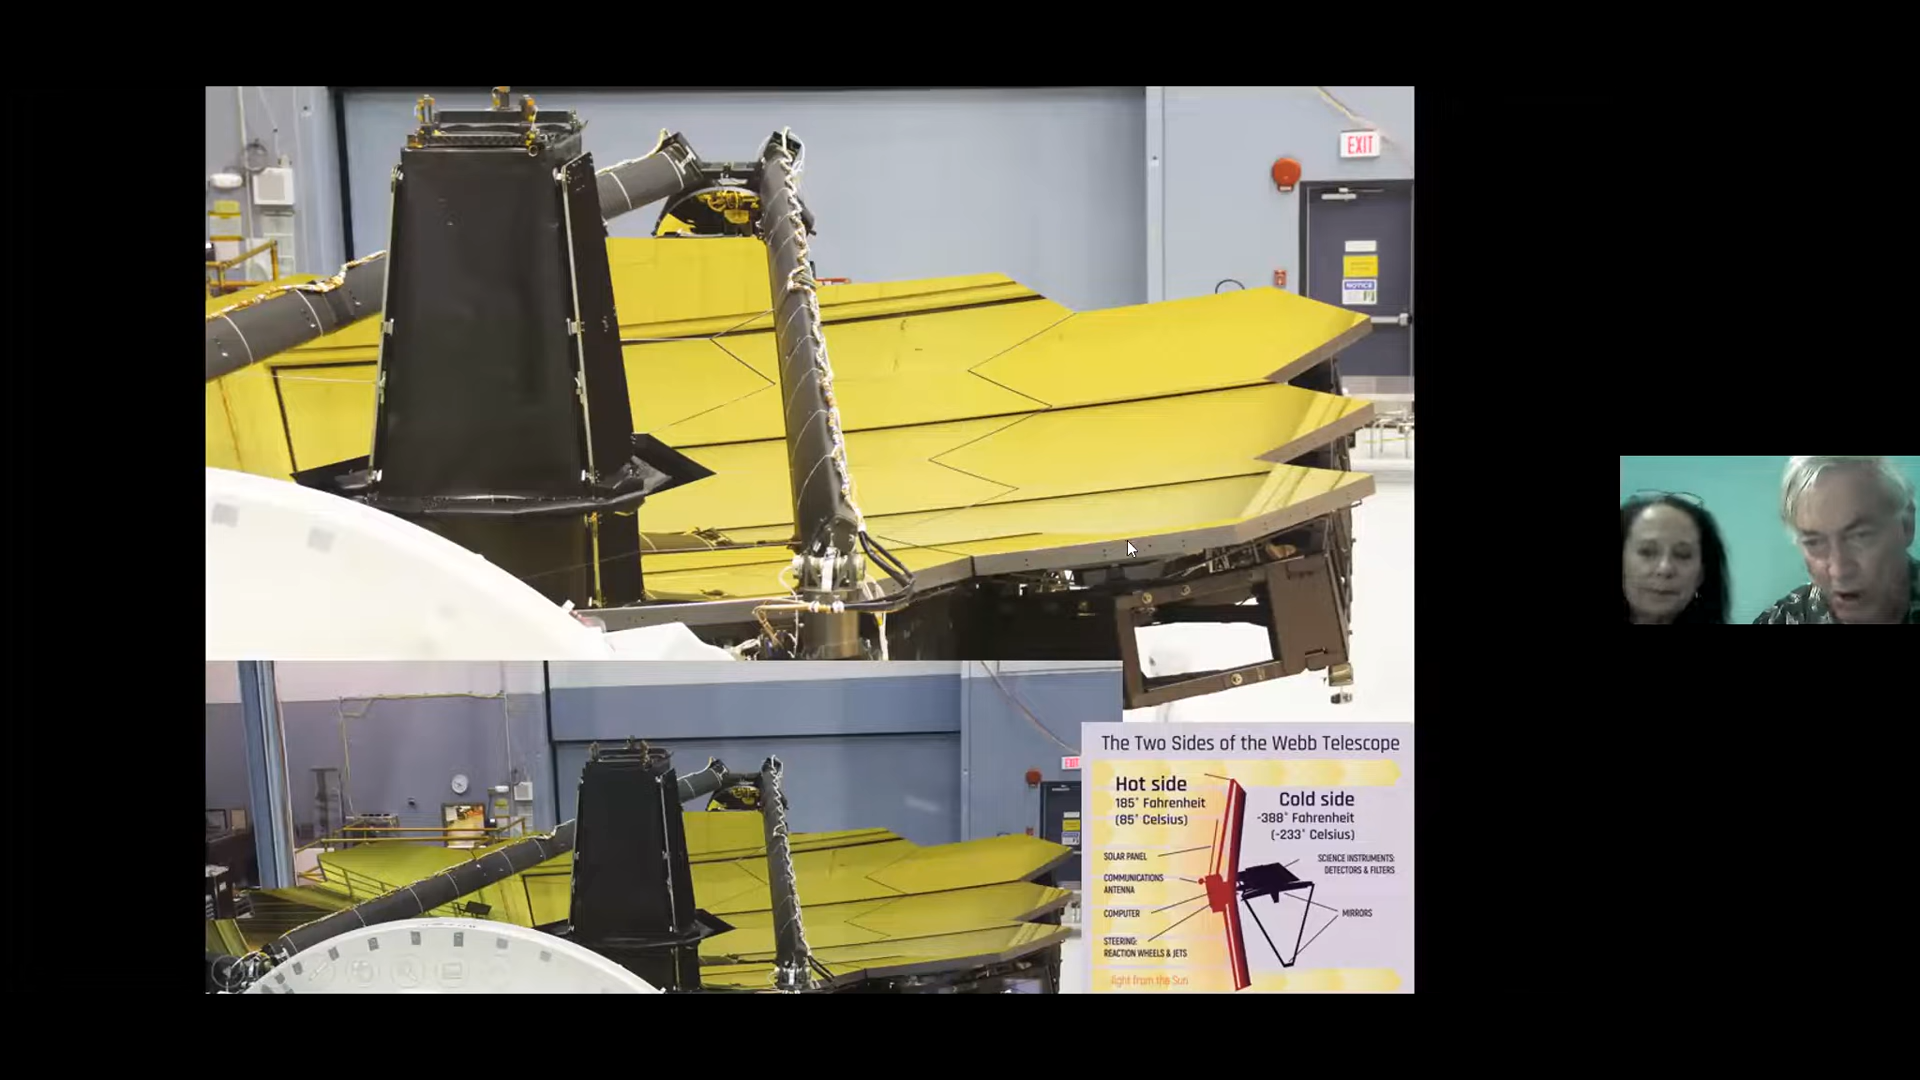 EXIT
NOTICE
EXIT
The Two Sides of the Webb Telescope
Hot side
185° Fahrenheit
(85° Celsius)
Cold side
-388° Fahrenheit
(-233° Celsius)
SOLAR PANEL
SCIENCE INSTRUMENTS:
DETECTORS & FILTERS
COMMUNICATIONS
ANTENNA
COMPUTER
MIRRORS
STEERING:
REACTION WHEELS & JETS
light from the Sun